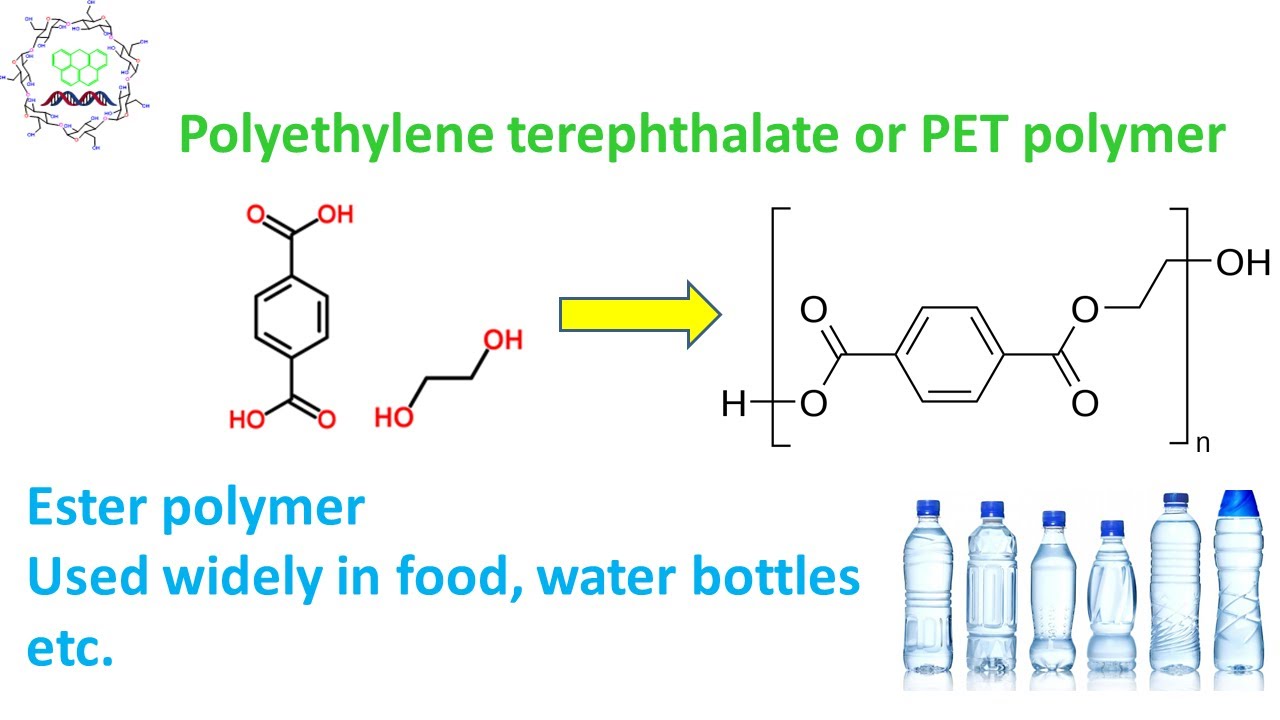 Polyethylene terephthalate or PET polymer
O OH
HO O
OH
HO
O
H O
O
O
OH
n
Ester polymer
Used widely in food, water bottles
etc.